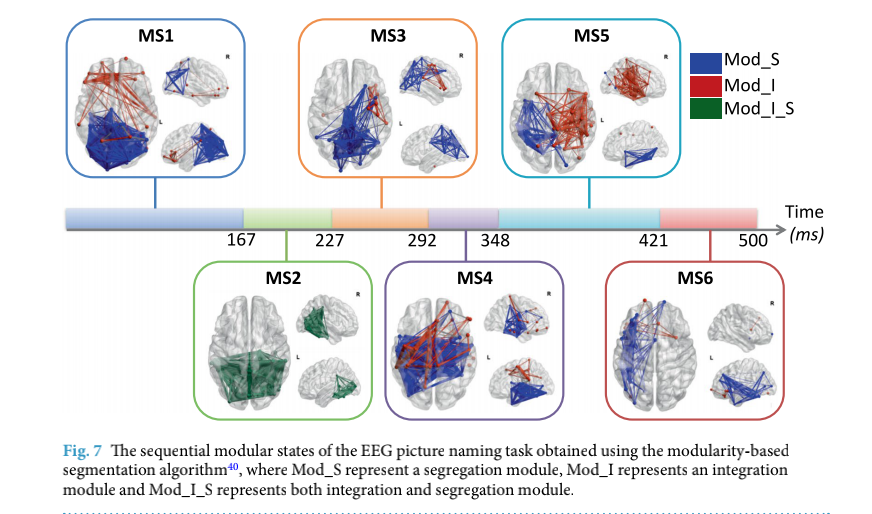 MS1
MS3
MS5
Mod_S
Mod_I
Mod_I_S
R
L
R
L
R
L
Time
(ms)
167
227
292
348
421
500
MS2
MS4
MS6
R
L
R
L
R
L
Fig. 7 The sequential modular states of the EEG picture naming task obtained using the modularity-based
segmentation algorithm40, where Mod_S represent a segregation module, Mod_I represents an integration
module and Mod_I_S represents both integration and segregation module.